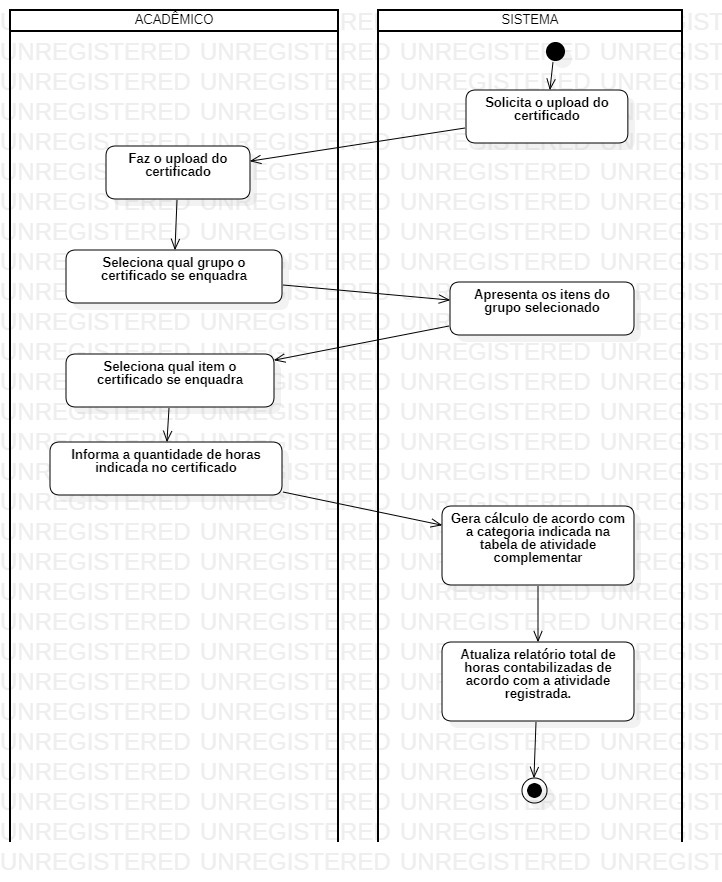 ACADÊMICO
SISTEMA
Solicita o upload do
certificado
Faz o upload do
certificado
Seleciona qual grupo o
certificado se enquadra
Apresenta os itens do
grupo selecionado
Seleciona qual item o
certificado se enquadra
Informa a quantidade de horas
indicada no certificado
Gera cálculo de acordo com
a categoria indicada na
tabela de atividade
complementar
Atualiza relatório total de
horas contabilizadas de
acordo com a atividade
registrada.
UNREGISTERED UNREGISTERED UNREGISTERED UNREGISTERED